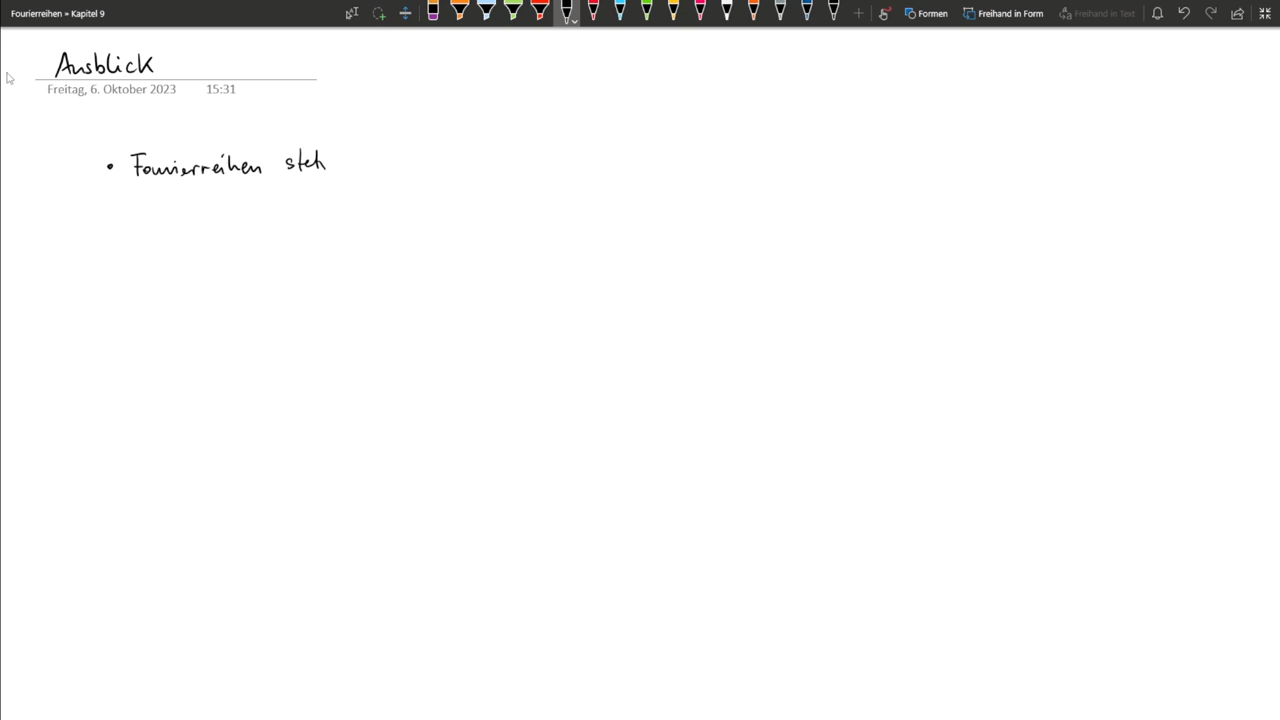 Fourierreihen » Kapitel 9
Formen
Freihand in Form
Freihand in Text
Ausblick
Freitag, 6. Oktober 2023 15:31
• Fourierreihen steh